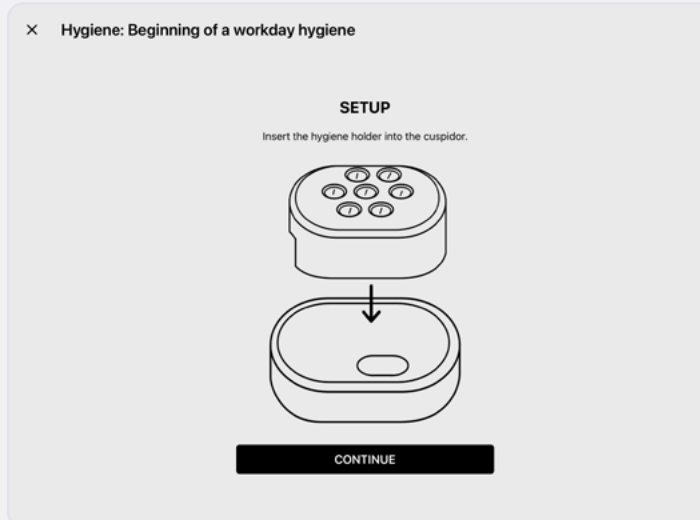 Hygiene: Beginning of a workday hygiene
SETUP
Insert the hygiene holder into the cuspidor.
CONTINUE